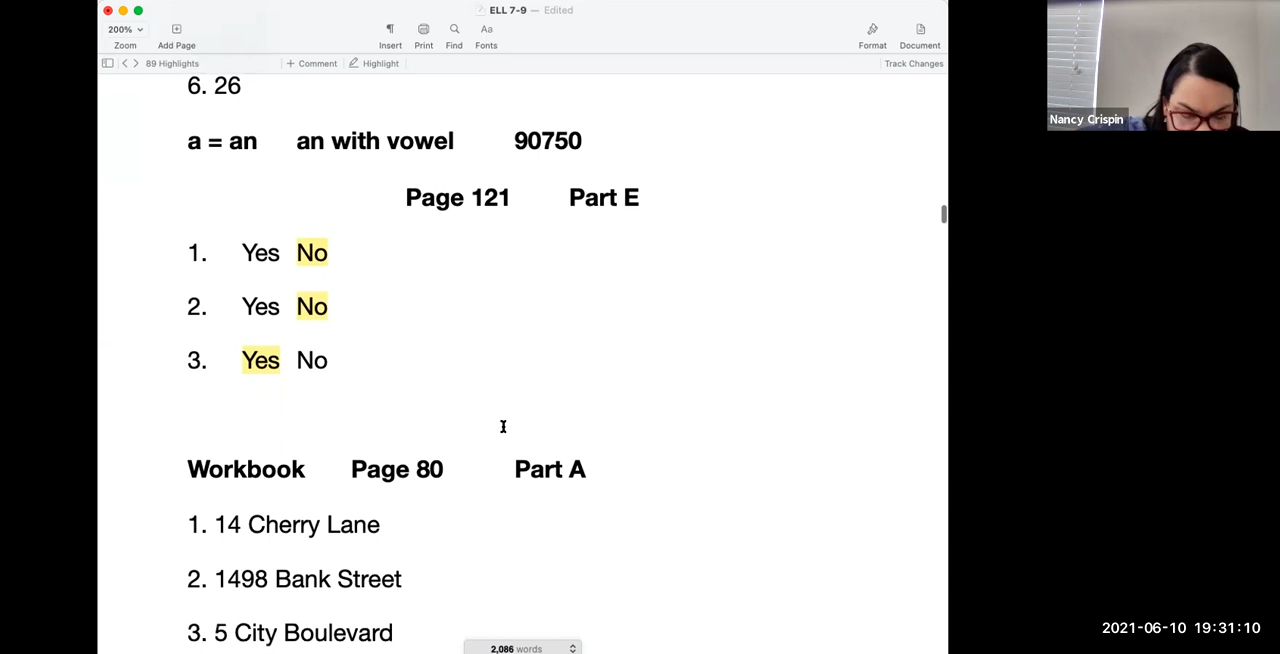 ELL 7-9 — Edited
200%
Zoom
Add Page
Insert
Print
Find
Aa
Fonts
Format
Document
89 Highlights
+ Comment
Highlight
Track Changes
6. 26
a = an an with vowel 90750
Page 121 Part E
1. Yes No
2. Yes No
3. Yes No
Workbook Page 80 Part A
1. 14 Cherry Lane
2. 1498 Bank Street
3. 5 City Boulevard
2,086 words
Nancy Crispin
2021-06-10 19:31:10